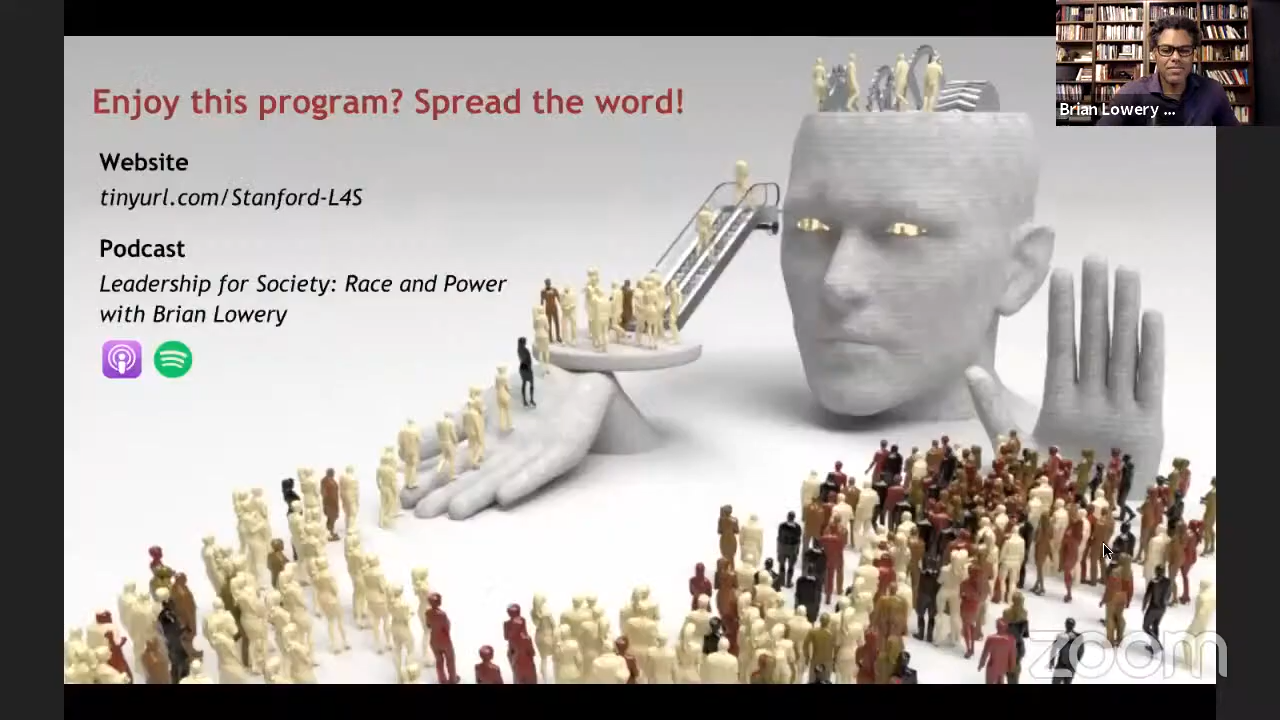 Enjoy this program? Spread the word!
Website
tinyurl.com/Stanford-L4S
Podcast
Leadership for Society: Race and Power
with Brian Lowery
Brian Lowery ...
zoom